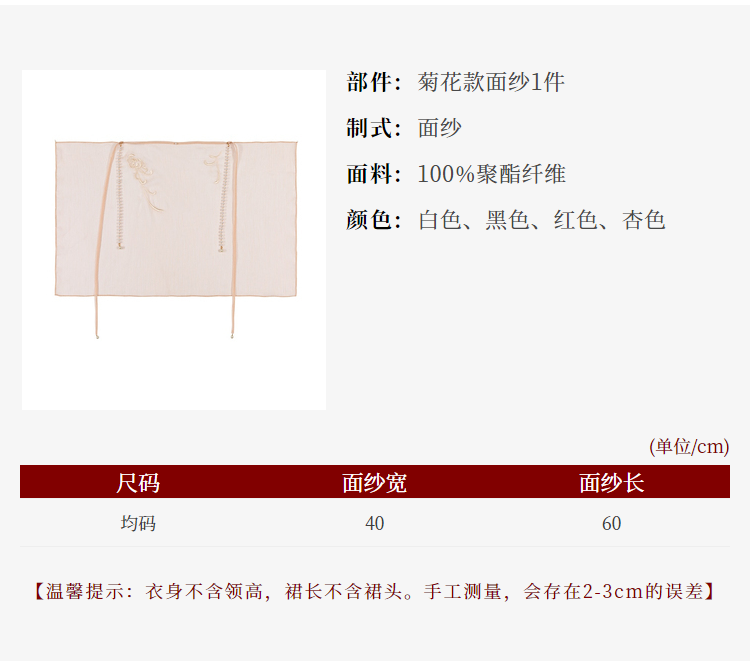 部件：菊花款面纱1件
制式：面纱
面料：100%聚酯纤维
颜色：白色、黑色、红色、杏色
(单位/cm)
尺码 面纱宽 面纱长
均码 40 60
【温馨提示：衣身不含领高，裙长不含裙头。手工测量，会存在2-3cm的误差】